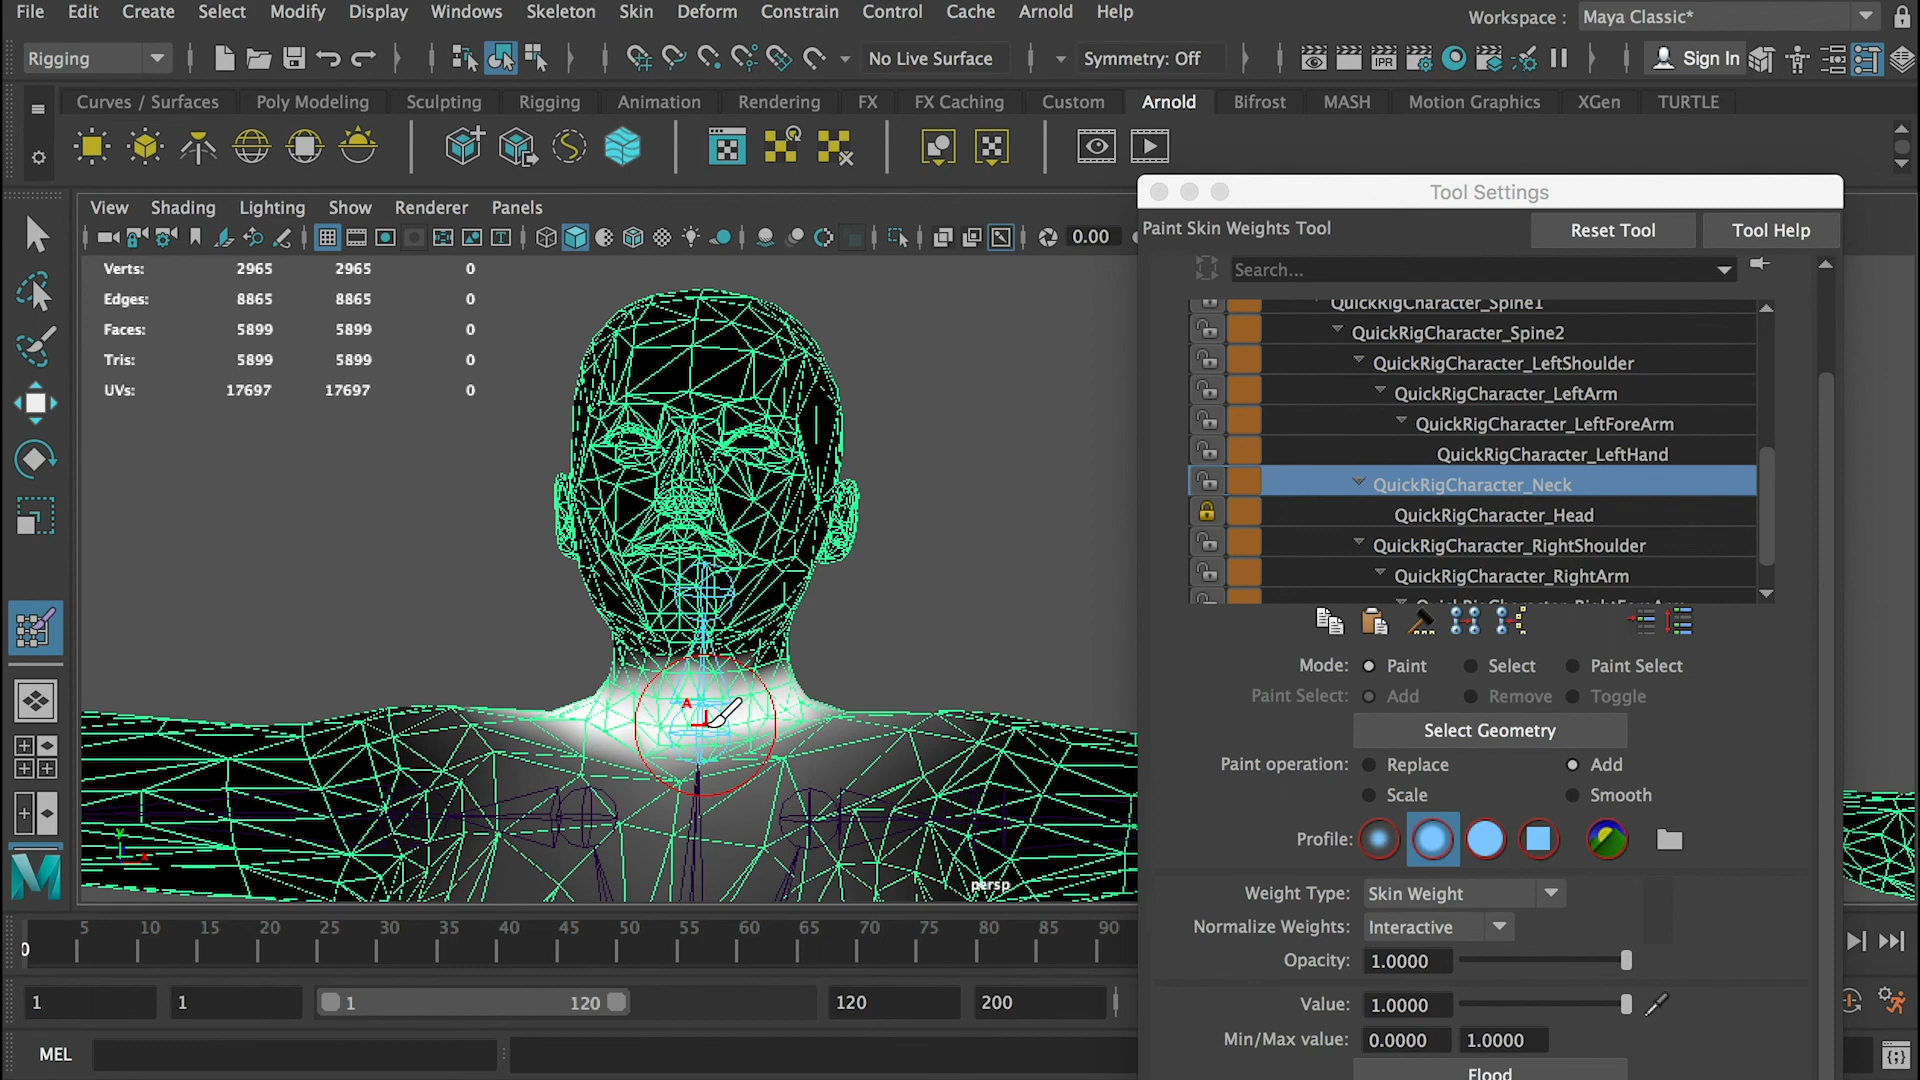 File Edit Create Select Modify Display Windows Skeleton Skin Deform Constrain Control Cache Arnold Help
Workspace : Maya Classic*
Rigging No Live Surface Symmetry: Off IPR Sign In
Curves / Surfaces Poly Modeling Sculpting Rigging Animation Rendering FX FX Caching Custom Arnold Bifrost MASH Motion Graphics XGen TURTLE
Tool Settings
View Shading Lighting Show Renderer Panels
Paint Skin Weights Tool Reset Tool Tool Help
0.00
Verts: 2965 2965 0
Edges: 8865 8865 0
Faces: 5899 5899 0
Tris: 5899 5899 0
UVs: 17697 17697 0
Search...
QuickRigCharacter_Spine1
QuickRigCharacter_Spine2
QuickRigCharacter_LeftShoulder
QuickRigCharacter_LeftArm
QuickRigCharacter_LeftForeArm
QuickRigCharacter_LeftHand
QuickRigCharacter_Neck
QuickRigCharacter_Head
QuickRigCharacter_RightShoulder
QuickRigCharacter_RightArm
Mode: Paint Select Paint Select
Paint Select: Add Remove Toggle
Select Geometry
Paint operation: Replace Add
Scale Smooth
Profile:
Weight Type: Skin Weight
Normalize Weights: Interactive
Opacity: 1.0000
Value: 1.0000
Min/Max value: 0.0000 1.0000
Flood
A
y
persp
0 5 10 15 20 25 30 35 40 45 50 55 60 65 70 75 80 85 90
1 1 1 120 120 200
MEL